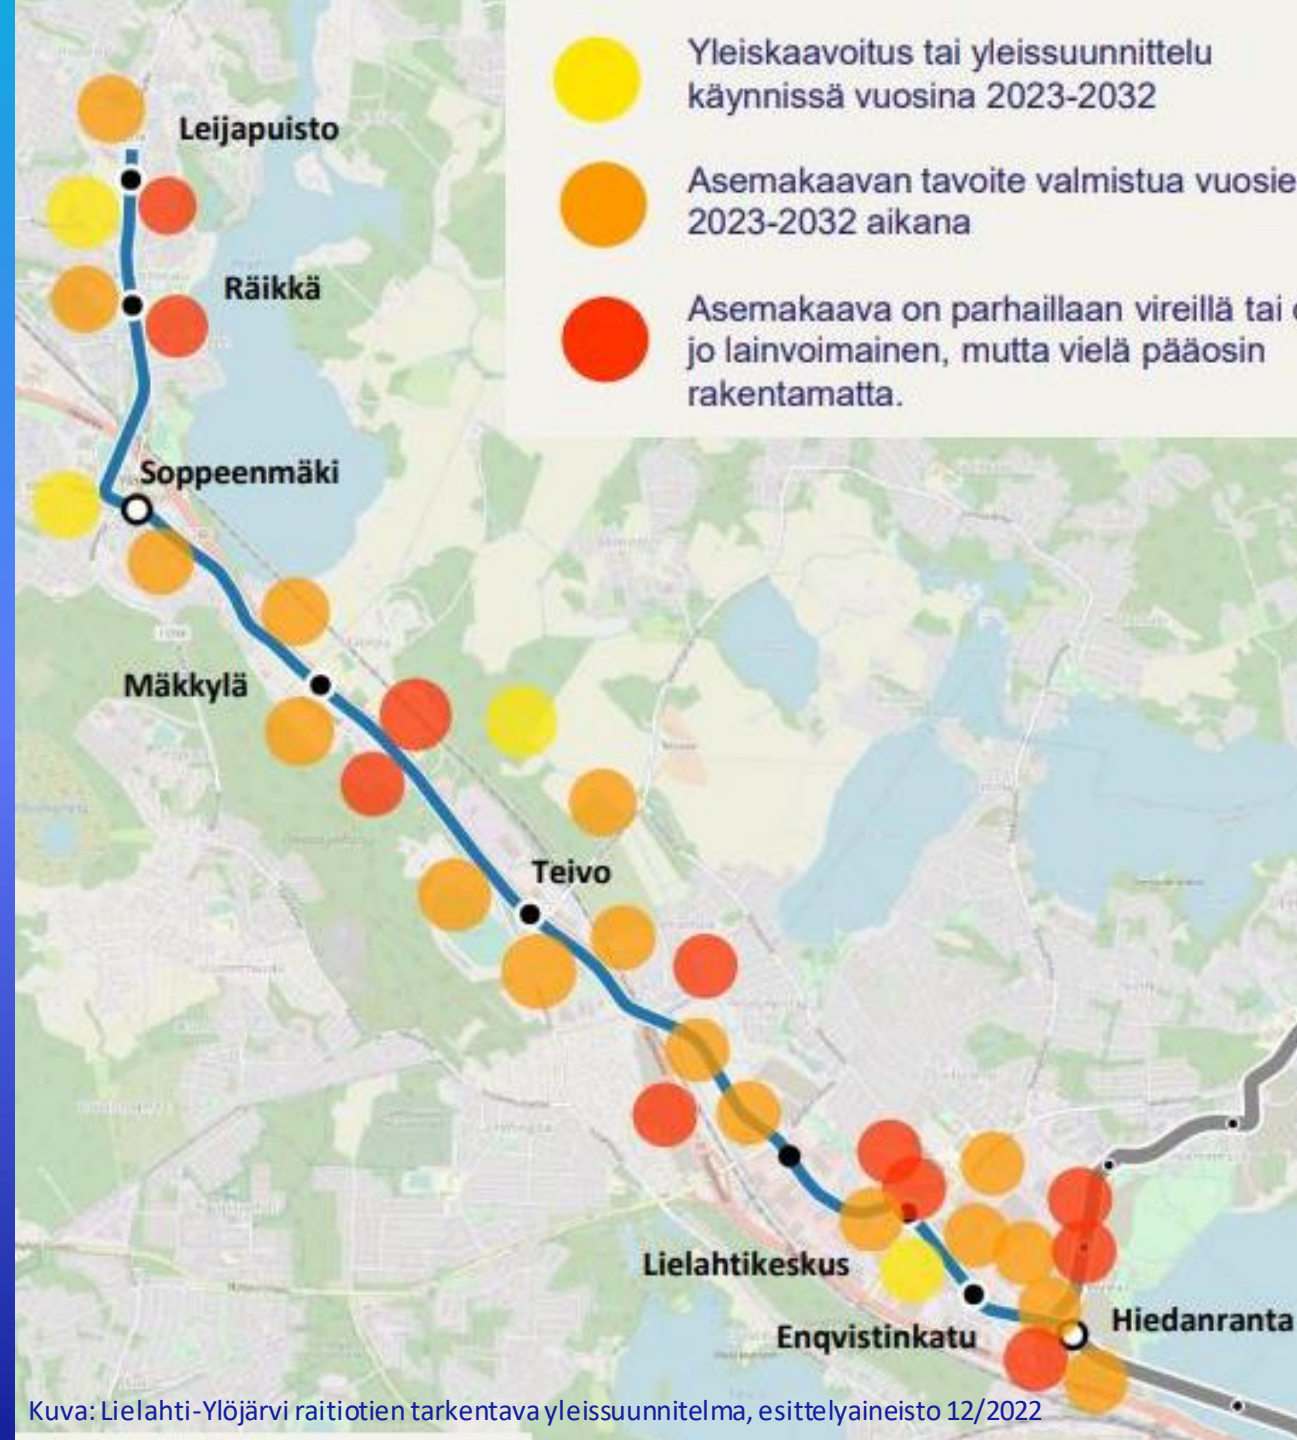 Yleiskaavoitus tai yleissuunnittelu
käynnissä vuosina 2023-2032
Asemakaavan tavoite valmistua vuosie
2023-2032 aikana
Asemakaava on parhaillaan vireillä tai
jo lainvoimainen, mutta vielä pääosin
rakentamatta.
Leijapuisto
Räikkä
Soppeenmäki
Mäkkylä
Teivo
Lielahtikeskus
Enqvistinkatu
Hiedanranta
Kuva: Lielahti-Ylöjärvi raitiotien tarkentava yleissuunnitelma, esittelyaineisto 12/2022